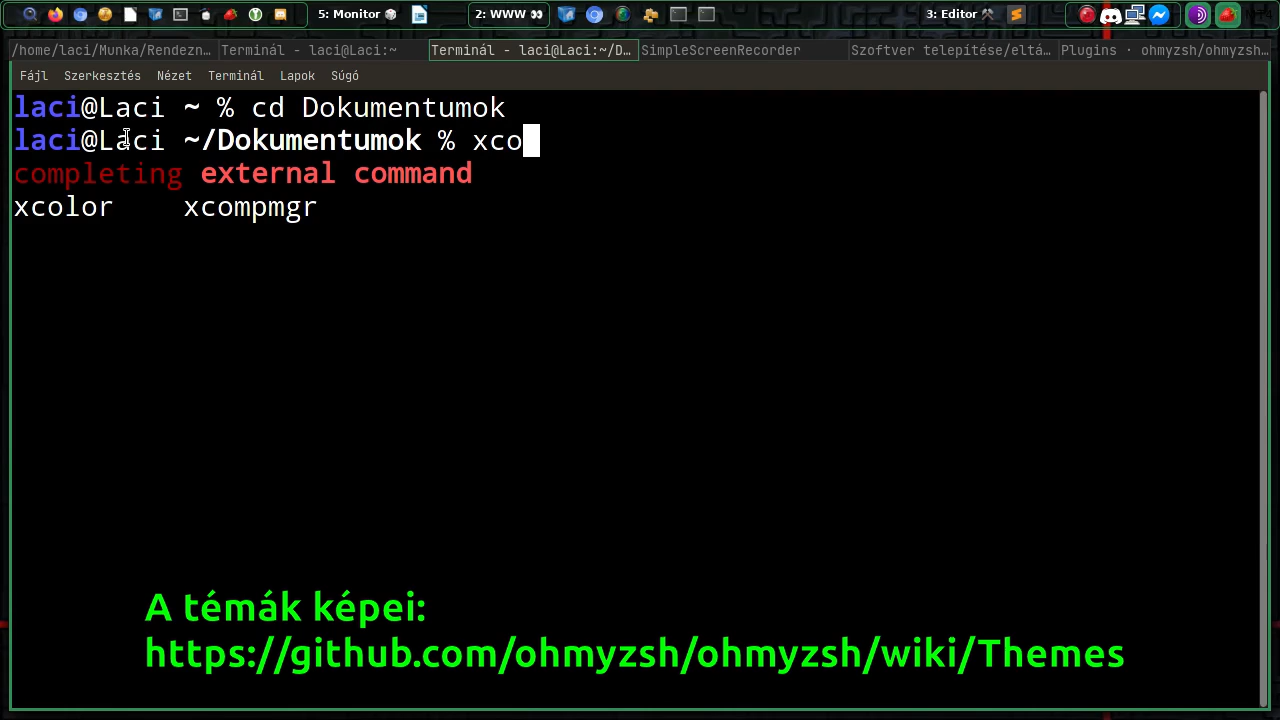 5: Monitor
2: WWW
3: Editor
/home/laci/Munka/Rendezn…
Terminál - laci@Laci:~
Terminál - laci@Laci:~/D…
SimpleScreenRecorder
Szoftver telepítése/eltá…
Plugins · ohmyzsh/ohmyzsh…
Fájl Szerkesztés Nézet Terminál Lapok Súgó
laci@Laci ~ % cd Dokumentumok
laci@Laci ~/Dokumentumok % xco
completing external command
xcolor xcompmgr
A témák képei:
https://github.com/ohmyzsh/ohmyzsh/wiki/Themes